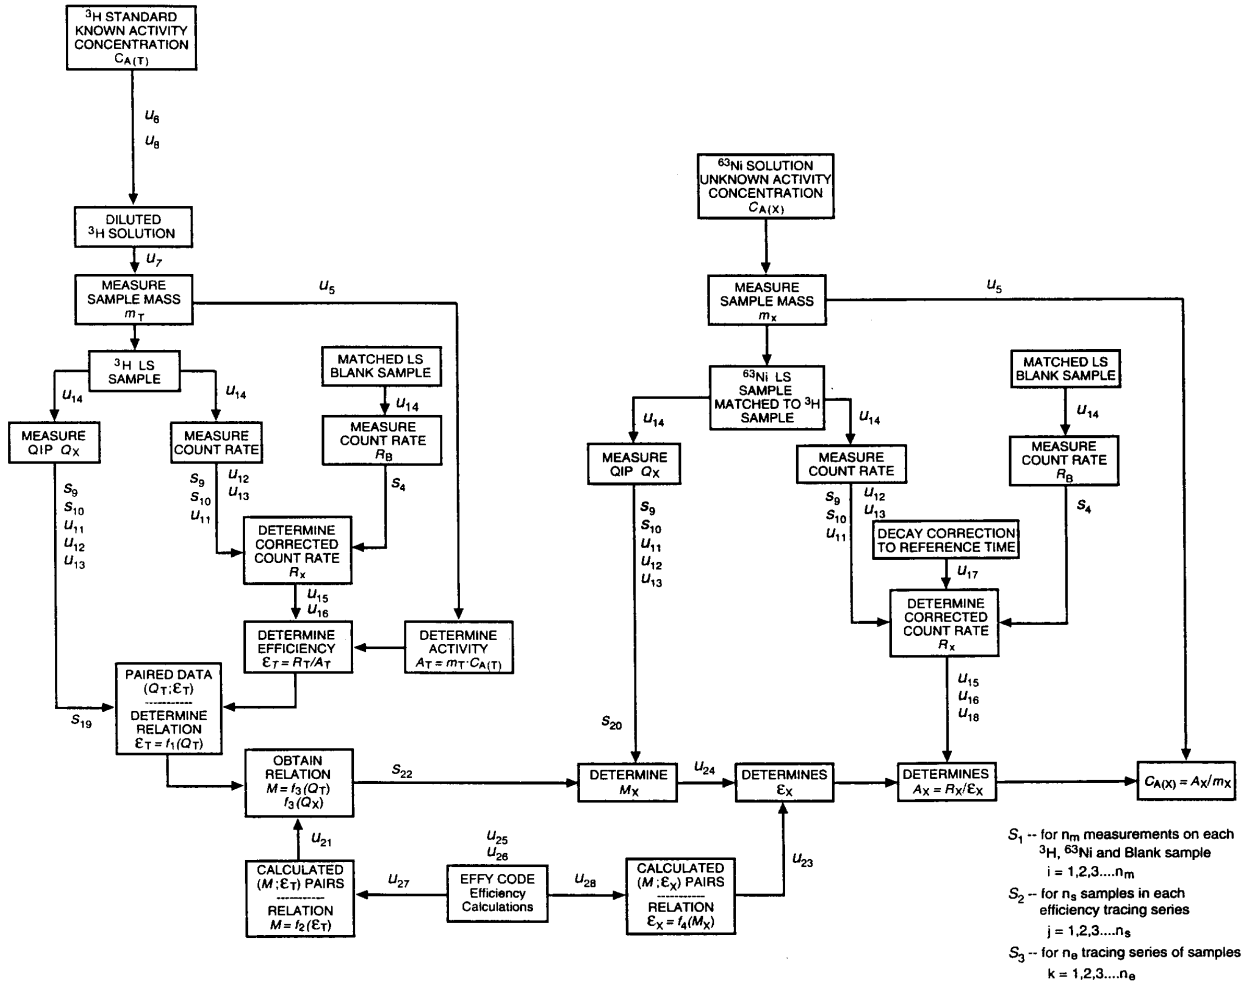 ³H STANDARD
KNOWN ACTIVITY
CONCENTRATION
C_A(T)
u₆
u₈
DILUTED
³H SOLUTION
u₇
MEASURE
SAMPLE MASS
m_T
u₅
³H LS
SAMPLE
u₁₄
u₁₄
MATCHED LS
BLANK SAMPLE
u₁₄
MEASURE
QIP Q_X
MEASURE
COUNT RATE
MEASURE
COUNT RATE
R_B
s₉
s₁₀
u₁₁
u₁₂
u₁₃
s₉
s₁₀
u₁₁
u₁₂
u₁₃
s₄
DETERMINE
CORRECTED
COUNT RATE
R_X
u₁₅
u₁₆
DETERMINE
EFFICIENCY
ℰ_T = R_T/A_T
DETERMINE
ACTIVITY
A_T = m_T·C_A(T)
s₁₉
PAIRED DATA
(Q_T;ℰ_T)
------------
DETERMINE
RELATION
ℰ_T = f₁(Q_T)
OBTAIN
RELATION
M = f₃(Q_T)
f₃(Q_X)
s₂₂
u₂₁
CALCULATED
(M;ℰ_T) PAIRS
------------
RELATION
M = f₂(ℰ_T)
u₂₇
u₂₅
u₂₆
EFFY CODE
Efficiency
Calculations
u₂₈
CALCULATED
(M;ℰ_X) PAIRS
------------
RELATION
ℰ_X = f₄(M_X)
u₂₃
⁶³Ni SOLUTION
UNKNOWN ACTIVITY
CONCENTRATION
C_A(X)
MEASURE
SAMPLE MASS
m_x
u₅
⁶³Ni LS
SAMPLE
MATCHED TO ³H
SAMPLE
u₁₄
u₁₄
MATCHED LS
BLANK SAMPLE
u₁₄
MEASURE
QIP Q_X
MEASURE
COUNT RATE
MEASURE
COUNT RATE
R_B
s₉
s₁₀
u₁₁
u₁₂
u₁₃
s₉
s₁₀
u₁₁
u₁₂
u₁₃
s₄
DECAY CORRECTION
TO REFERENCE TIME
u₁₇
DETERMINE
CORRECTED
COUNT RATE
R_x
u₁₅
u₁₆
u₁₈
s₂₀
DETERMINE
M_X
u₂₄
DETERMINES
ℰ_X
DETERMINES
A_X = R_X/ℰ_X
C_A(X) = A_X/m_X
S₁ -- for n_m measurements on each
³H, ⁶³Ni and Blank sample
i = 1,2,3....n_m
S₂ -- for n_s samples in each
efficiency tracing series
j = 1,2,3....n_s
S₃ -- for n_e tracing series of samples
k = 1,2,3....n_e